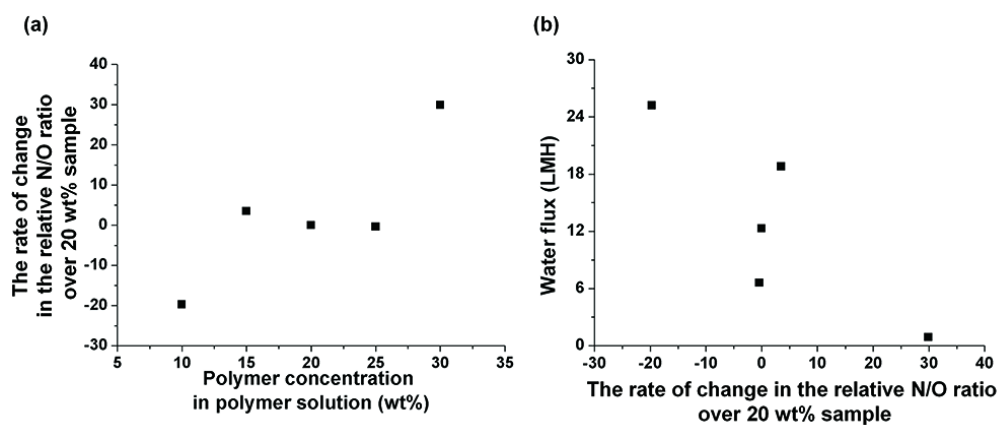 (a)
The rate of change
in the relative N/O ratio
over 20 wt% sample
40
30
20
10
0
-10
-20
-30
5 10 15 20 25 30 35
Polymer concentration
in polymer solution (wt%)
(b)
Water flux (LMH)
30
24
18
12
6
0
-30 -20 -10 0 10 20 30 40
The rate of change in the relative N/O ratio
over 20 wt% sample